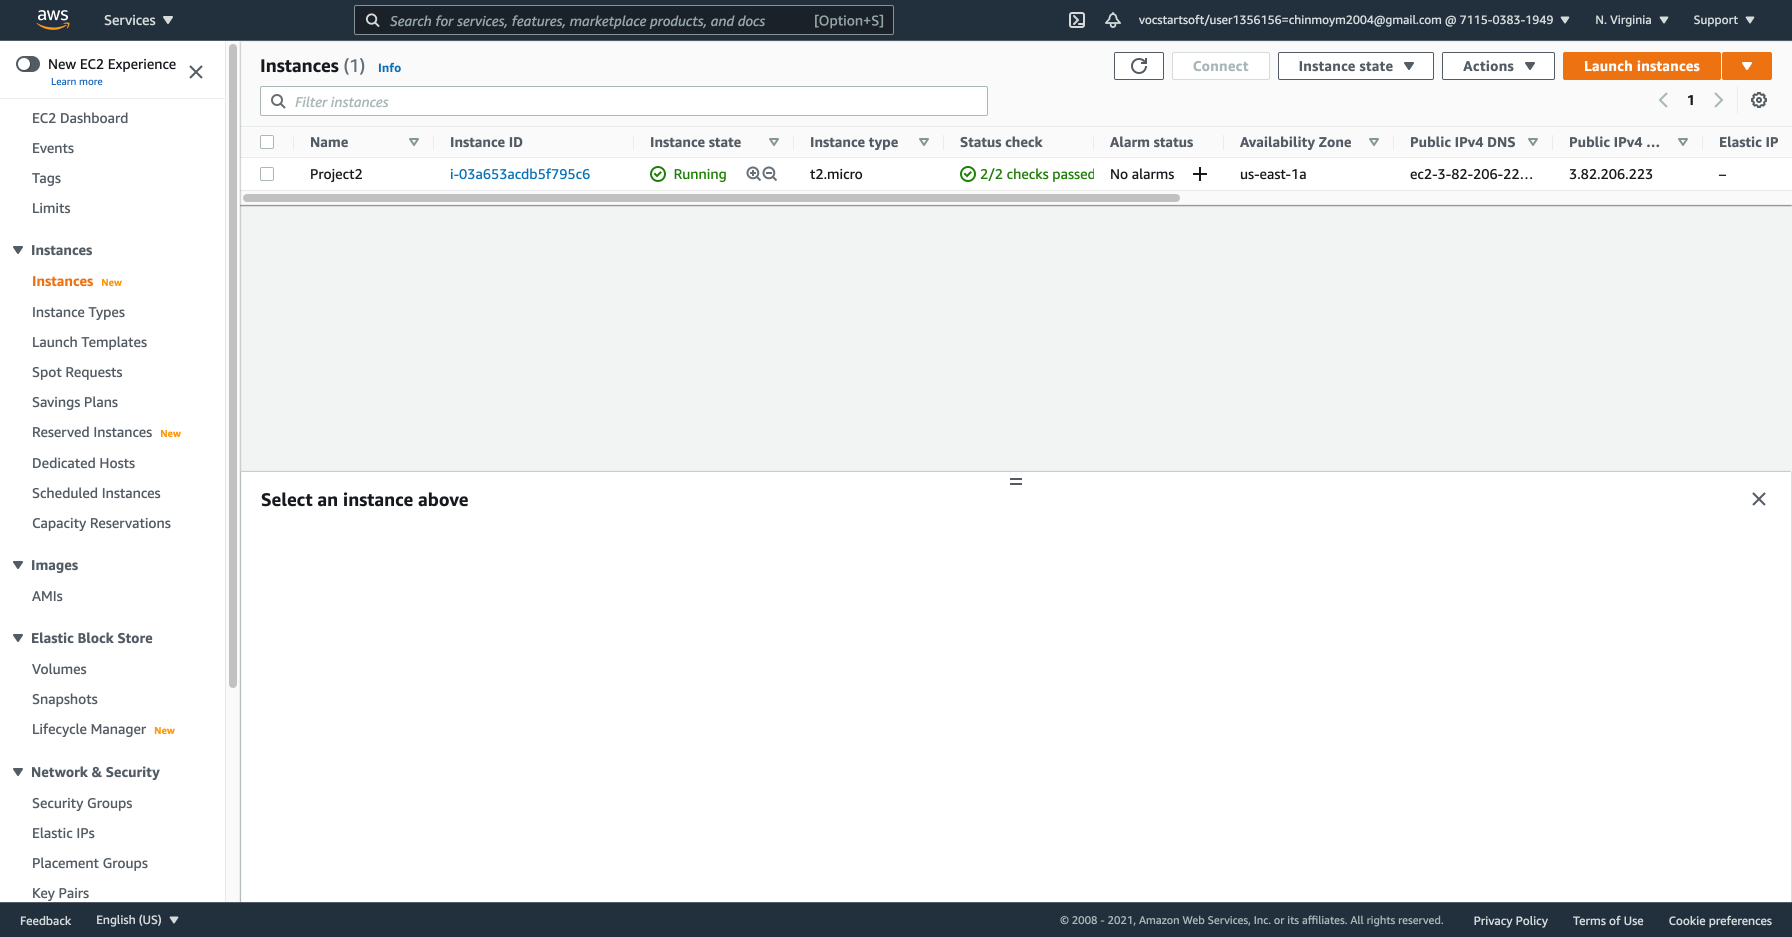 aws
Services
Search for services, features, marketplace products, and docs [Option+S]
vocstartsoft/user1356156=chinmoym2004@gmail.com @ 7115-0383-1949
N. Virginia
Support
New EC2 Experience
Learn more
EC2 Dashboard
Events
Tags
Limits
Instances
Instances New
Instance Types
Launch Templates
Spot Requests
Savings Plans
Reserved Instances New
Dedicated Hosts
Scheduled Instances
Capacity Reservations
Images
AMIs
Elastic Block Store
Volumes
Snapshots
Lifecycle Manager New
Network & Security
Security Groups
Elastic IPs
Placement Groups
Key Pairs
Instances (1) Info
Connect
Instance state
Actions
Launch instances
Filter instances
1
Name Instance ID Instance state Instance type Status check Alarm status Availability Zone Public IPv4 DNS Public IPv4 ... Elastic IP
Project2 i-03a653acdb5f795c6 Running t2.micro 2/2 checks passed No alarms + us-east-1a ec2-3-82-206-22... 3.82.206.223 –
Select an instance above
Feedback English (US) © 2008 - 2021, Amazon Web Services, Inc. or its affiliates. All rights reserved. Privacy Policy Terms of Use Cookie preferences